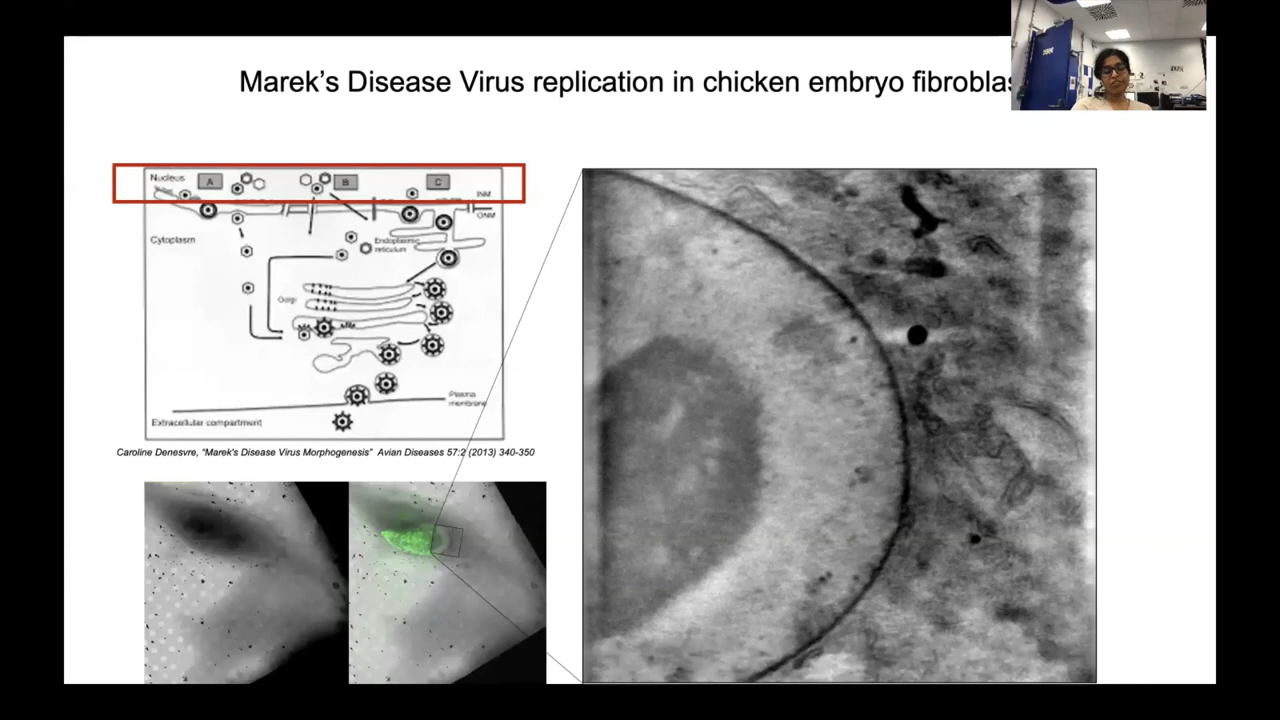 Marek's Disease Virus replication in chicken embryo fibroblas
Nucleus
A
B
C
INM
ONM
Cytoplasm
Endoplasmic
reticulum
Golgi
Plasma
membrane
Extracellular compartment
Caroline Denesvre, "Marek's Disease Virus Morphogenesis" Avian Diseases 57:2 (2013) 340-350